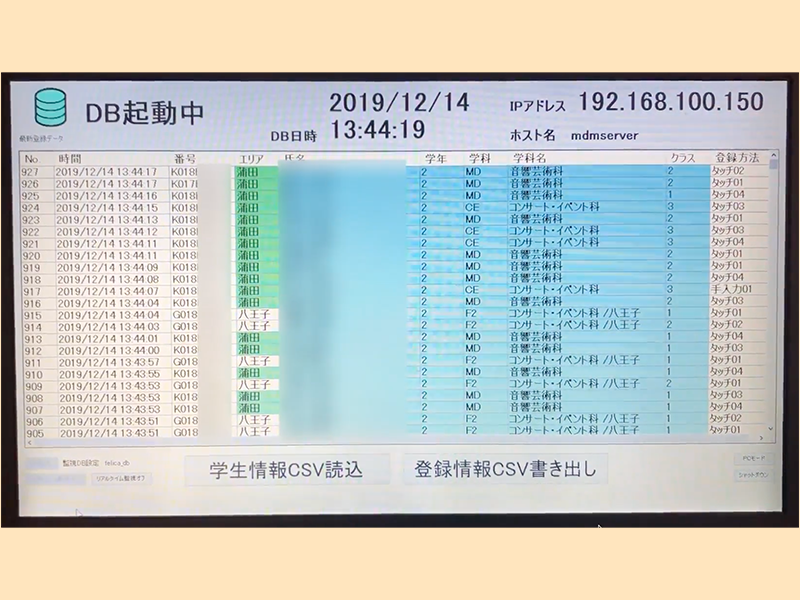 DB起動中
最新登録データ
DB日時
2019/12/14
13:44:19
IPアドレス 192.168.100.150
ホスト名 mdmserver
No 時間 番号 エリア 氏名 学年 学科 学科名 クラス 登録方法
927 2019/12/14 13:44:17 K018 蒲田 2 MD 音響芸術科 2 タッチ02
926 2019/12/14 13:44:17 K017 蒲田 2 MD 音響芸術科 2 タッチ01
925 2019/12/14 13:44:16 K018 蒲田 2 MD 音響芸術科 1 タッチ04
924 2019/12/14 13:44:15 K018 蒲田 2 CE コンサート・イベント科 3 タッチ03
923 2019/12/14 13:44:13 K018 蒲田 2 MD 音響芸術科 2 タッチ01
922 2019/12/14 13:44:12 K018 蒲田 2 CE コンサート・イベント科 3 タッチ03
921 2019/12/14 13:44:11 K018 蒲田 2 CE コンサート・イベント科 3 タッチ04
920 2019/12/14 13:44:11 K018 蒲田 2 MD 音響芸術科 2 タッチ01
919 2019/12/14 13:44:09 K018 蒲田 2 MD 音響芸術科 2 タッチ01
918 2019/12/14 13:44:08 K018 蒲田 2 MD 音響芸術科 2 タッチ04
917 2019/12/14 13:44:07 K018 蒲田 2 CE コンサート・イベント科 3 手入力01
916 2019/12/14 13:44:04 K018 蒲田 2 MD 音響芸術科 2 タッチ03
915 2019/12/14 13:44:04 G018 八王子 2 F2 コンサート・イベント科 /八王子 1 タッチ01
914 2019/12/14 13:44:03 G018 八王子 2 F2 コンサート・イベント科 /八王子 2 タッチ02
913 2019/12/14 13:44:01 K018 蒲田 2 MD 音響芸術科 1 タッチ04
912 2019/12/14 13:44:00 K018 蒲田 2 MD 音響芸術科 1 タッチ03
911 2019/12/14 13:43:57 G018 八王子 2 F2 コンサート・イベント科 /八王子 1 タッチ01
910 2019/12/14 13:43:55 K018 蒲田 2 MD 音響芸術科 1 タッチ04
909 2019/12/14 13:43:53 G018 八王子 2 F2 コンサート・イベント科 /八王子 2 タッチ01
908 2019/12/14 13:43:53 K018 蒲田 2 MD 音響芸術科 1 タッチ03
907 2019/12/14 13:43:53 K018 蒲田 2 MD 音響芸術科 1 タッチ04
906 2019/12/14 13:43:51 G018 八王子 2 F2 コンサート・イベント科 /八王子 1 タッチ02
905 2019/12/14 13:43:51 G018 八王子 2 F2 コンサート・イベント科 /八王子 1 タッチ01
監視DB設定 felica_db
リアルタイム監視オフ
学生情報CSV読込
登録情報CSV書き出し
PCモード
シャットダウン